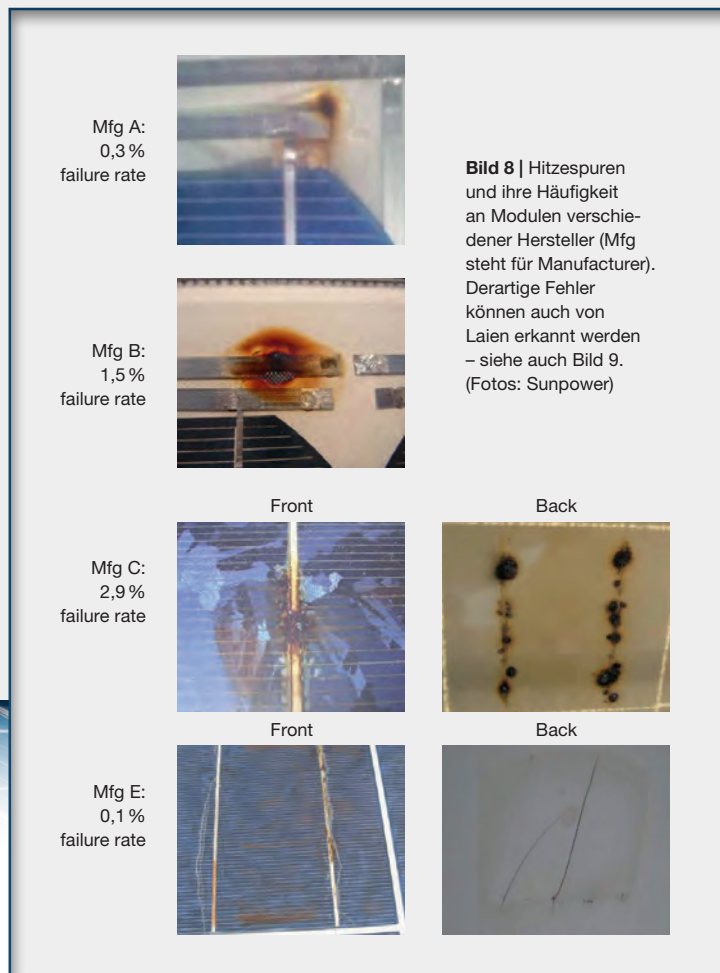 Mfg A:
0,3 %
failure rate
Bild 8 | Hitzespuren
und ihre Häufigkeit
an Modulen verschie-
dener Hersteller (Mfg
steht für Manufacturer).
Derartige Fehler
können auch von
Laien erkannt werden
– siehe auch Bild 9.
(Fotos: Sunpower)
Mfg B:
1,5 %
failure rate
Front
Back
Mfg C:
2,9 %
failure rate
Front
Back
Mfg E:
0,1 %
failure rate